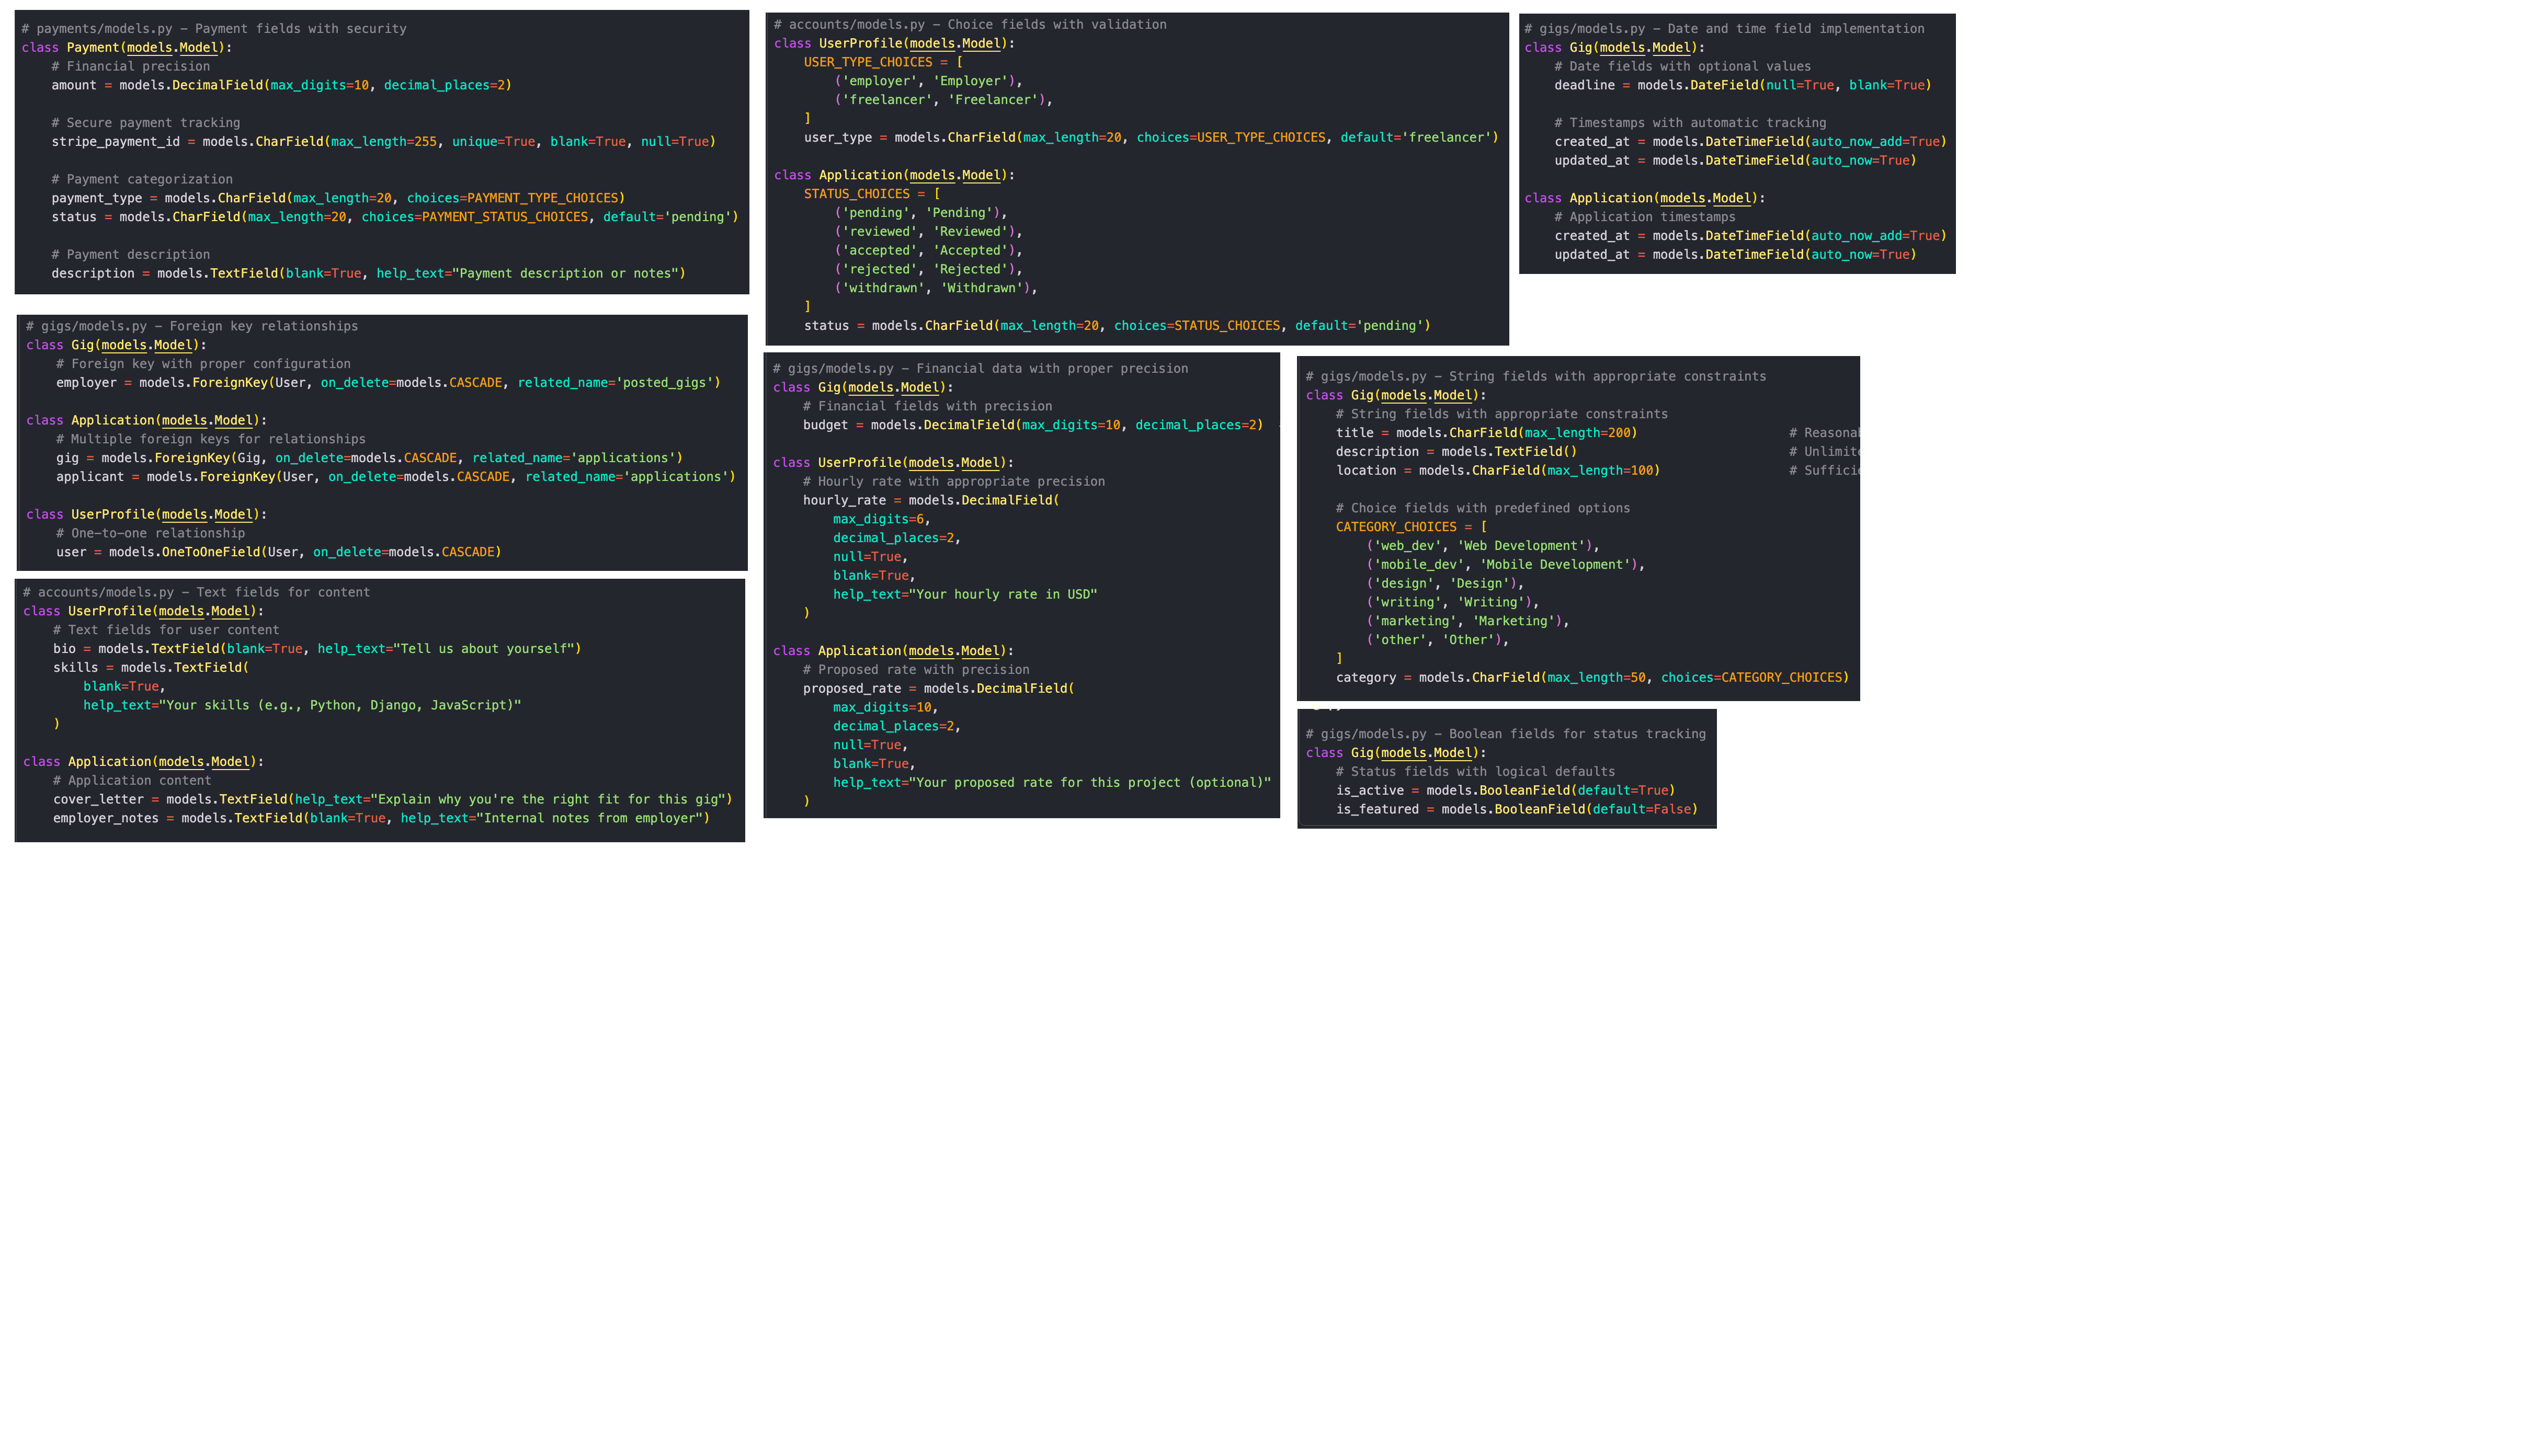 # payments/models.py – Payment fields with security
class Payment(models.Model):
    # Financial precision
    amount = models.DecimalField(max_digits=10, decimal_places=2)

    # Secure payment tracking
    stripe_payment_id = models.CharField(max_length=255, unique=True, blank=True, null=True)

    # Payment categorization
    payment_type = models.CharField(max_length=20, choices=PAYMENT_TYPE_CHOICES)
    status = models.CharField(max_length=20, choices=PAYMENT_STATUS_CHOICES, default='pending')

    # Payment description
    description = models.TextField(blank=True, help_text="Payment description or notes")

# gigs/models.py – Foreign key relationships
class Gig(models.Model):
    # Foreign key with proper configuration
    employer = models.ForeignKey(User, on_delete=models.CASCADE, related_name='posted_gigs')

class Application(models.Model):
    # Multiple foreign keys for relationships
    gig = models.ForeignKey(Gig, on_delete=models.CASCADE, related_name='applications')
    applicant = models.ForeignKey(User, on_delete=models.CASCADE, related_name='applications')

class UserProfile(models.Model):
    # One-to-one relationship
    user = models.OneToOneField(User, on_delete=models.CASCADE)

# accounts/models.py – Text fields for content
class UserProfile(models.Model):
    # Text fields for user content
    bio = models.TextField(blank=True, help_text="Tell us about yourself")
    skills = models.TextField(
        blank=True,
        help_text="Your skills (e.g., Python, Django, JavaScript)"
    )

class Application(models.Model):
    # Application content
    cover_letter = models.TextField(help_text="Explain why you're the right fit for this gig")
    employer_notes = models.TextField(blank=True, help_text="Internal notes from employer")

# accounts/models.py – Choice fields with validation
class UserProfile(models.Model):
    USER_TYPE_CHOICES = [
        ('employer', 'Employer'),
        ('freelancer', 'Freelancer'),
    ]
    user_type = models.CharField(max_length=20, choices=USER_TYPE_CHOICES, default='freelancer')

class Application(models.Model):
    STATUS_CHOICES = [
        ('pending', 'Pending'),
        ('reviewed', 'Reviewed'),
        ('accepted', 'Accepted'),
        ('rejected', 'Rejected'),
        ('withdrawn', 'Withdrawn'),
    ]
    status = models.CharField(max_length=20, choices=STATUS_CHOICES, default='pending')

# gigs/models.py – Financial data with proper precision
class Gig(models.Model):
    # Financial fields with precision
    budget = models.DecimalField(max_digits=10, decimal_places=2)

class UserProfile(models.Model):
    # Hourly rate with appropriate precision
    hourly_rate = models.DecimalField(
        max_digits=6,
        decimal_places=2,
        null=True,
        blank=True,
        help_text="Your hourly rate in USD"
    )

class Application(models.Model):
    # Proposed rate with precision
    proposed_rate = models.DecimalField(
        max_digits=10,
        decimal_places=2,
        null=True,
        blank=True,
        help_text="Your proposed rate for this project (optional)"
    )

# gigs/models.py – Date and time field implementation
class Gig(models.Model):
    # Date fields with optional values
    deadline = models.DateField(null=True, blank=True)

    # Timestamps with automatic tracking
    created_at = models.DateTimeField(auto_now_add=True)
    updated_at = models.DateTimeField(auto_now=True)

class Application(models.Model):
    # Application timestamps
    created_at = models.DateTimeField(auto_now_add=True)
    updated_at = models.DateTimeField(auto_now=True)

# gigs/models.py – String fields with appropriate constraints
class Gig(models.Model):
    # String fields with appropriate constraints
    title = models.CharField(max_length=200)                    #
    description = models.TextField()                            #
    location = models.CharField(max_length=100)                 #

    # Choice fields with predefined options
    CATEGORY_CHOICES = [
        ('web_dev', 'Web Development'),
        ('mobile_dev', 'Mobile Development'),
        ('design', 'Design'),
        ('writing', 'Writing'),
        ('marketing', 'Marketing'),
        ('other', 'Other'),
    ]
    category = models.CharField(max_length=50, choices=CATEGORY_CHOICES)

# gigs/models.py – Boolean fields for status tracking
class Gig(models.Model):
    # Status fields with logical defaults
    is_active = models.BooleanField(default=True)
    is_featured = models.BooleanField(default=False)